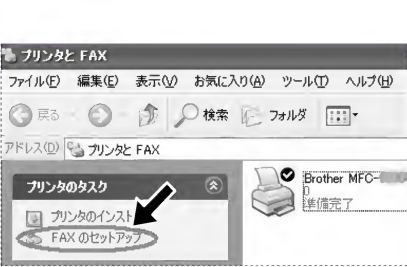 プリンタと FAX
ファイル(F) 編集(E) 表示(V) お気に入り(A) ツール(T) ヘルプ(H)
戻る 検索 フォルダ
アドレス(D) プリンタと FAX
プリンタのタスク
プリンタのインスト
FAX のセットアップ
Brother MFC-
0
準備完了